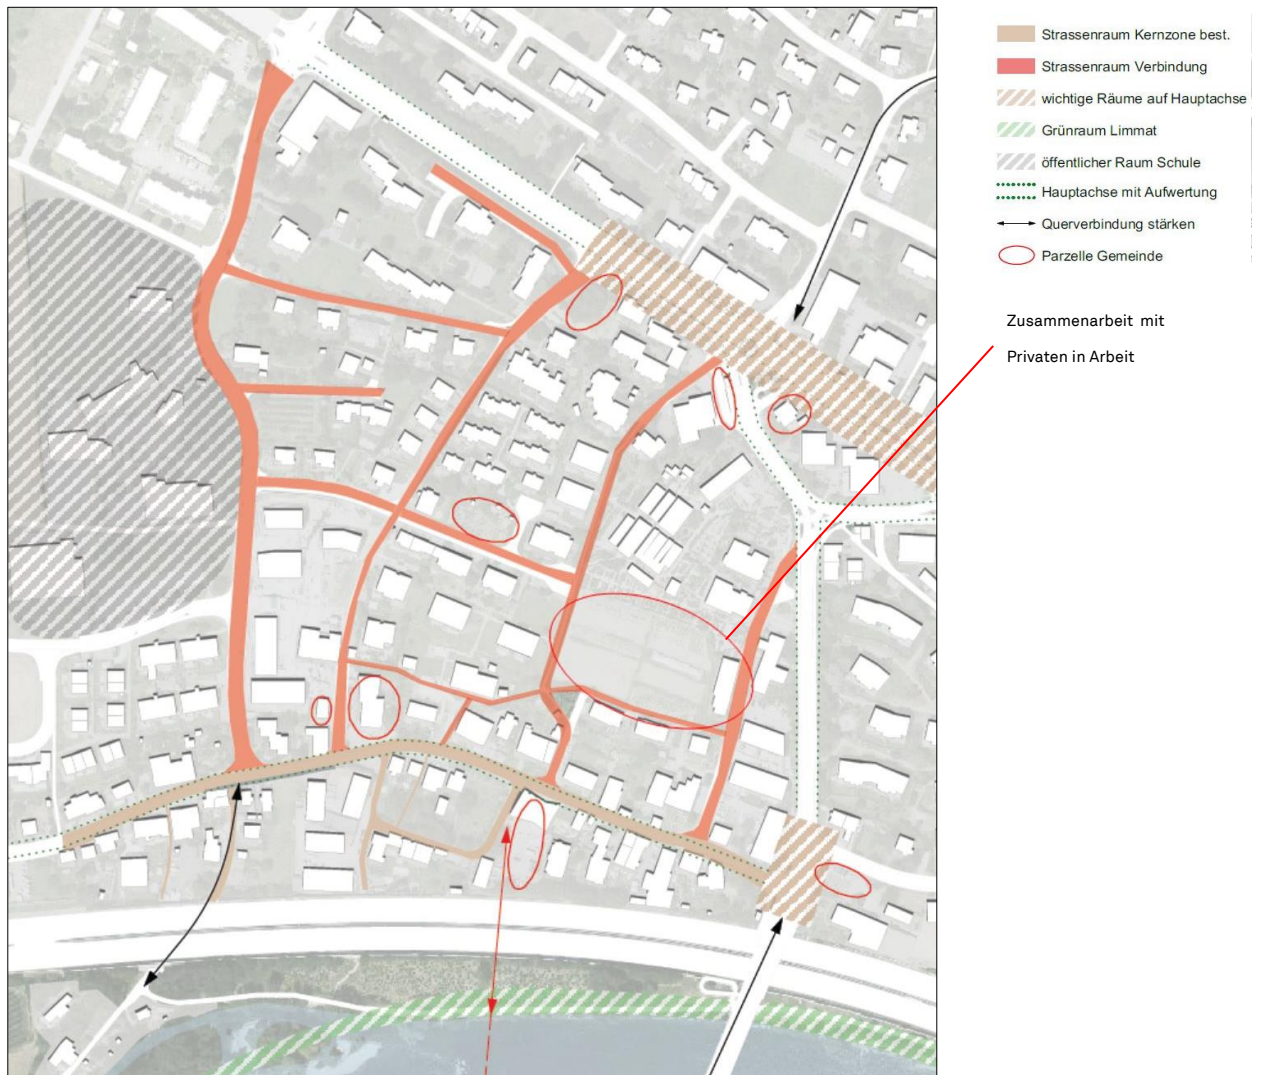 Strassenraum Kernzone best.
Strassenraum Verbindung
wichtige Räume auf Hauptachse
Grünraum Limmat
öffentlicher Raum Schule
Hauptachse mit Aufwertung
Querverbindung stärken
Parzelle Gemeinde
Zusammenarbeit mit
Privaten in Arbeit